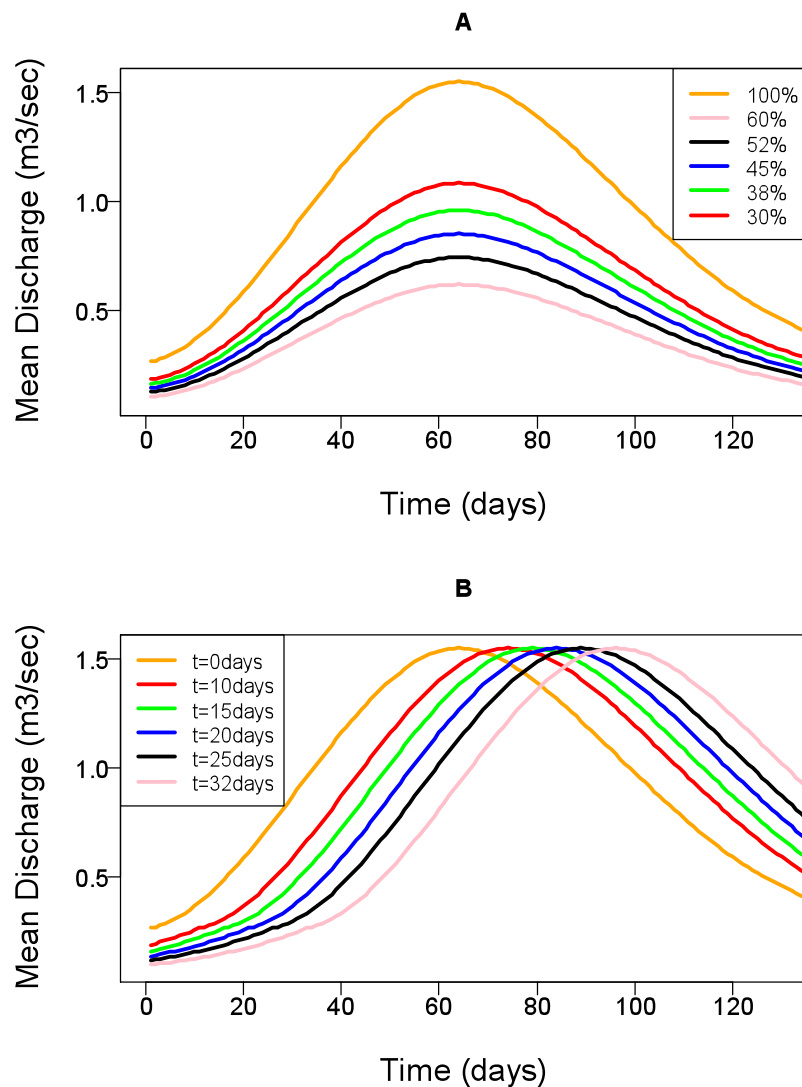 A
Mean Discharge (m3/sec)
1.5
1.0
0.5
100%
60%
52%
45%
38%
30%
0 20 40 60 80 100 120
Time (days)
B
Mean Discharge (m3/sec)
1.5
1.0
0.5
t=0days
t=10days
t=15days
t=20days
t=25days
t=32days
0 20 40 60 80 100 120
Time (days)